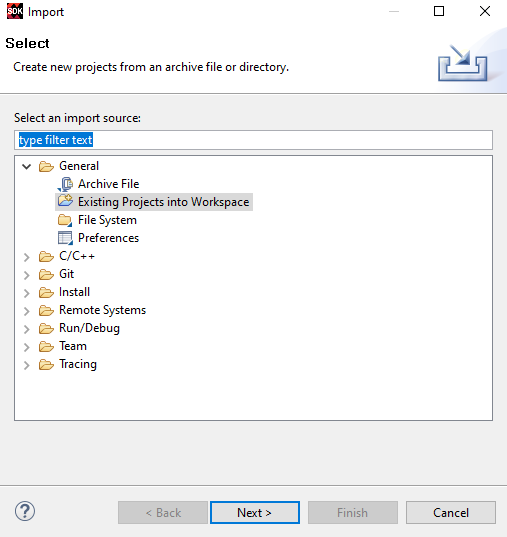 SDK Import
Select
Create new projects from an archive file or directory.
Select an import source:
type filter text
General
Archive File
Existing Projects into Workspace
File System
Preferences
C/C++
Git
Install
Remote Systems
Run/Debug
Team
Tracing
? < Back Next > Finish Cancel